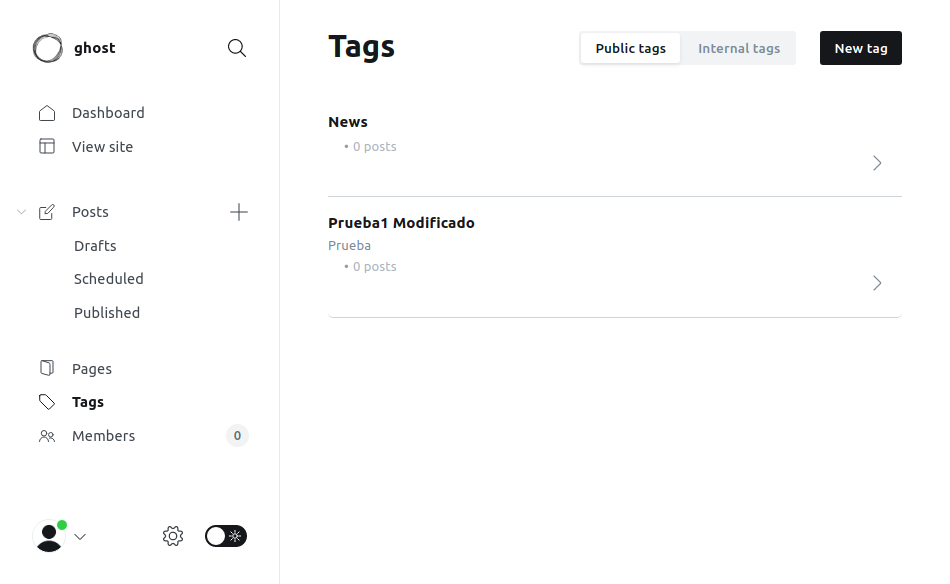 ghost
Dashboard
View site
Posts
Drafts
Scheduled
Published
Pages
Tags
Members 0
Tags
Public tags Internal tags New tag
News
• 0 posts
Prueba1 Modificado
Prueba
• 0 posts